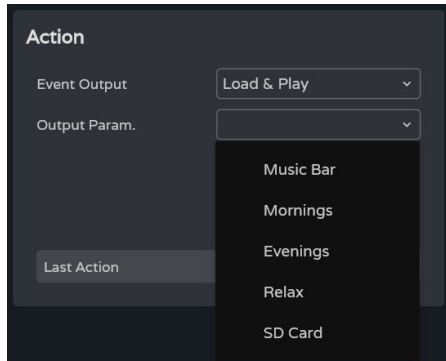 Action
Event Output Load & Play
Output Param.
Music Bar
Mornings
Evenings
Last Action
Relax
SD Card